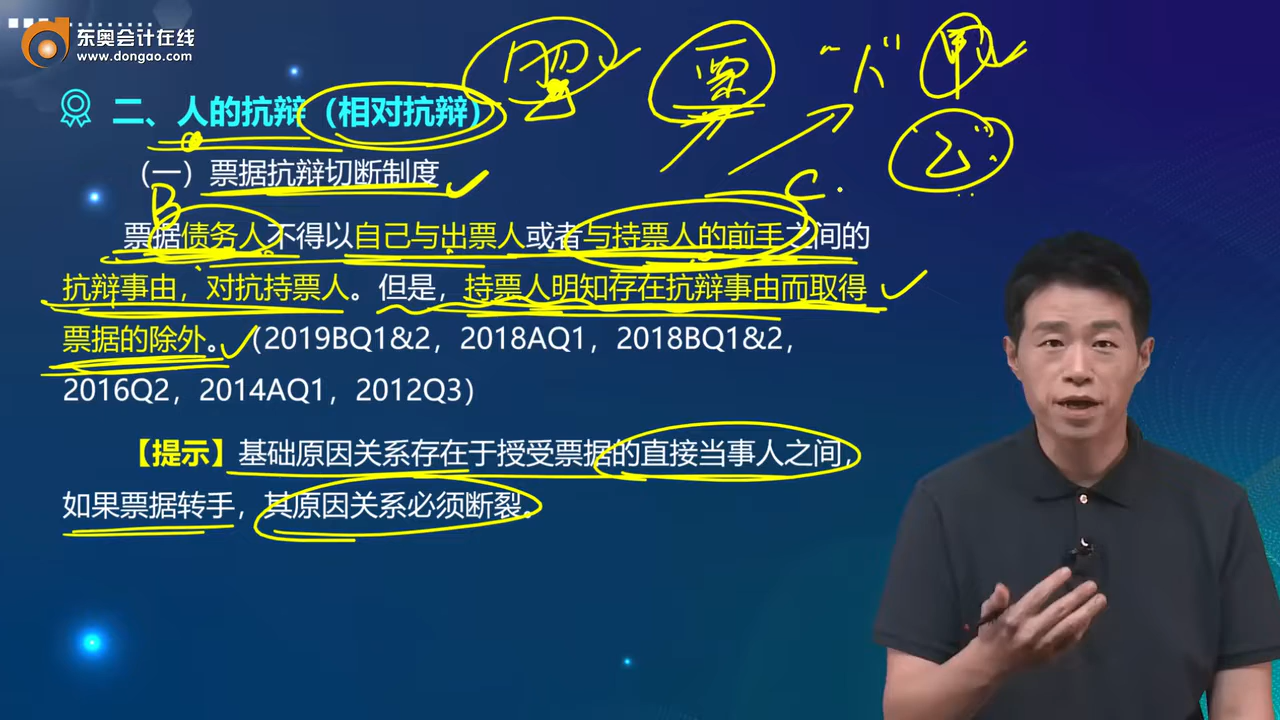 东奥会计在线
www.dongao.com
二、人的抗辩（相对抗辩）
票 “人” 甲
乙
（一）票据抗辩切断制度
B C.
票据债务人不得以自己与出票人或者与持票人的前手之间的
抗辩事由，对抗持票人。但是，持票人明知存在抗辩事由而取得
票据的除外。（2019BQ1&2，2018AQ1，2018BQ1&2，
2016Q2，2014AQ1，2012Q3）
【提示】基础原因关系存在于授受票据的直接当事人之间，
如果票据转手，其原因关系必须断裂。